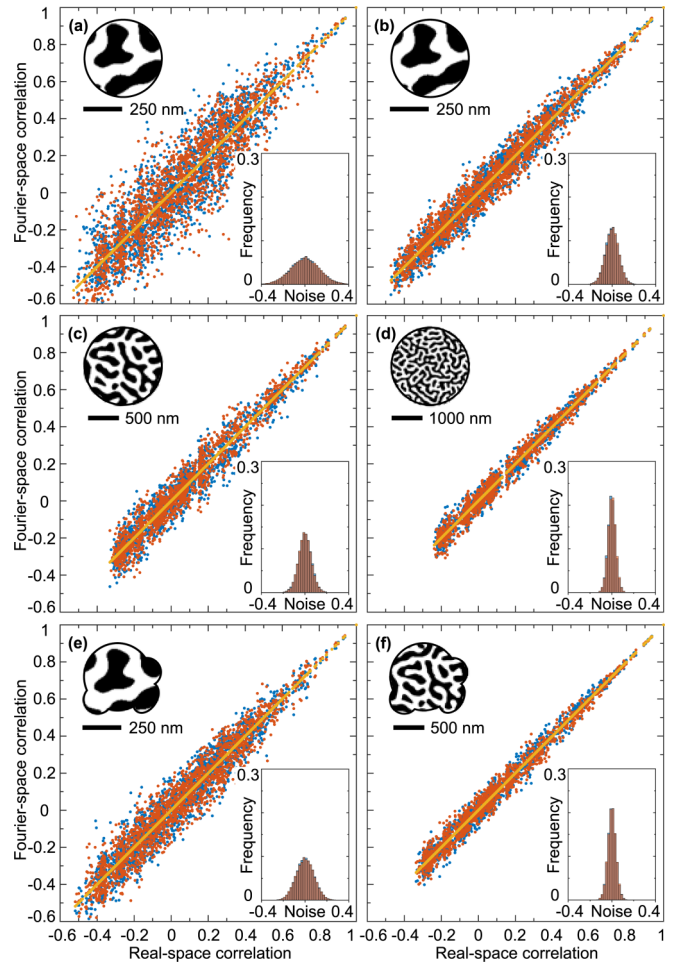 Fourier-space correlation
1
0.8
0.6
0.4
0.2
0
-0.2
-0.4
-0.6
(a)
250 nm
0.3
Frequency
0
-0.4 Noise 0.4
(b)
250 nm
0.3
Frequency
0
-0.4 Noise 0.4
Fourier-space correlation
1
0.8
0.6
0.4
0.2
0
-0.2
-0.4
-0.6
(c)
500 nm
0.3
Frequency
0
-0.4 Noise 0.4
(d)
1000 nm
0.3
Frequency
0
-0.4 Noise 0.4
Fourier-space correlation
1
0.8
0.6
0.4
0.2
0
-0.2
-0.4
-0.6
(e)
250 nm
0.3
Frequency
0
-0.4 Noise 0.4
(f)
500 nm
0.3
Frequency
0
-0.4 Noise 0.4
-0.6 -0.4 -0.2 0 0.2 0.4 0.6 0.8 1
Real-space correlation
-0.6 -0.4 -0.2 0 0.2 0.4 0.6 0.8 1
Real-space correlation